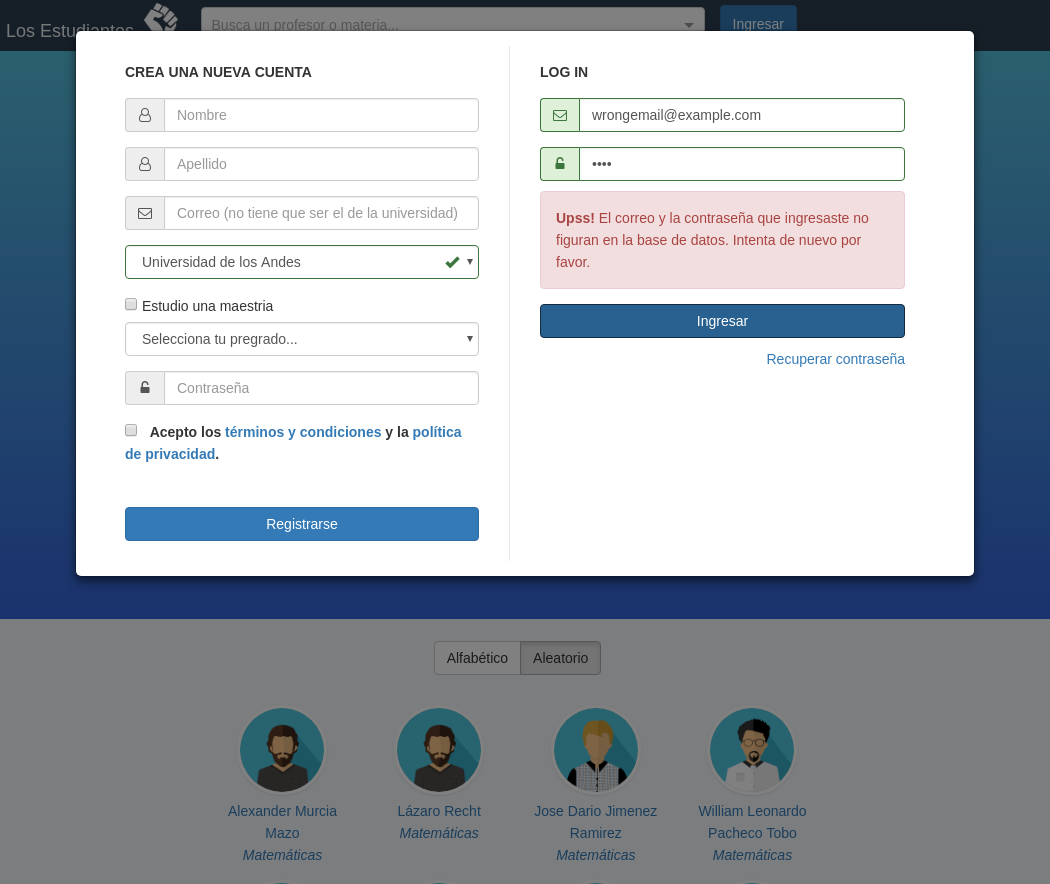 Los Estudiantes
Busca un profesor o materia...
Ingresar
CREA UNA NUEVA CUENTA
Nombre
Apellido
Correo (no tiene que ser el de la universidad)
Universidad de los Andes
Estudio una maestria
Selecciona tu pregrado...
Contraseña
Acepto los términos y condiciones y la política
de privacidad.
Registrarse
LOG IN
wrongemail@example.com
••••
Upss! El correo y la contraseña que ingresaste no
figuran en la base de datos. Intenta de nuevo por
favor.
Ingresar
Recuperar contraseña
Alfabético
Aleatorio
Alexander Murcia
Mazo
Matemáticas
Lázaro Recht
Matemáticas
Jose Dario Jimenez
Ramirez
Matemáticas
William Leonardo
Pacheco Tobo
Matemáticas